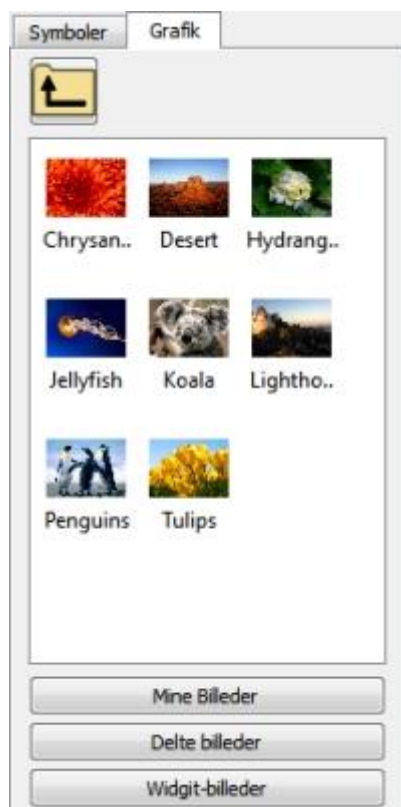 Symboler Grafik
Chrysan.. Desert Hydrang..
Jellyfish Koala Lightho..
Penguins Tulips
Mine Billeder
Delte billeder
Widgit-billeder